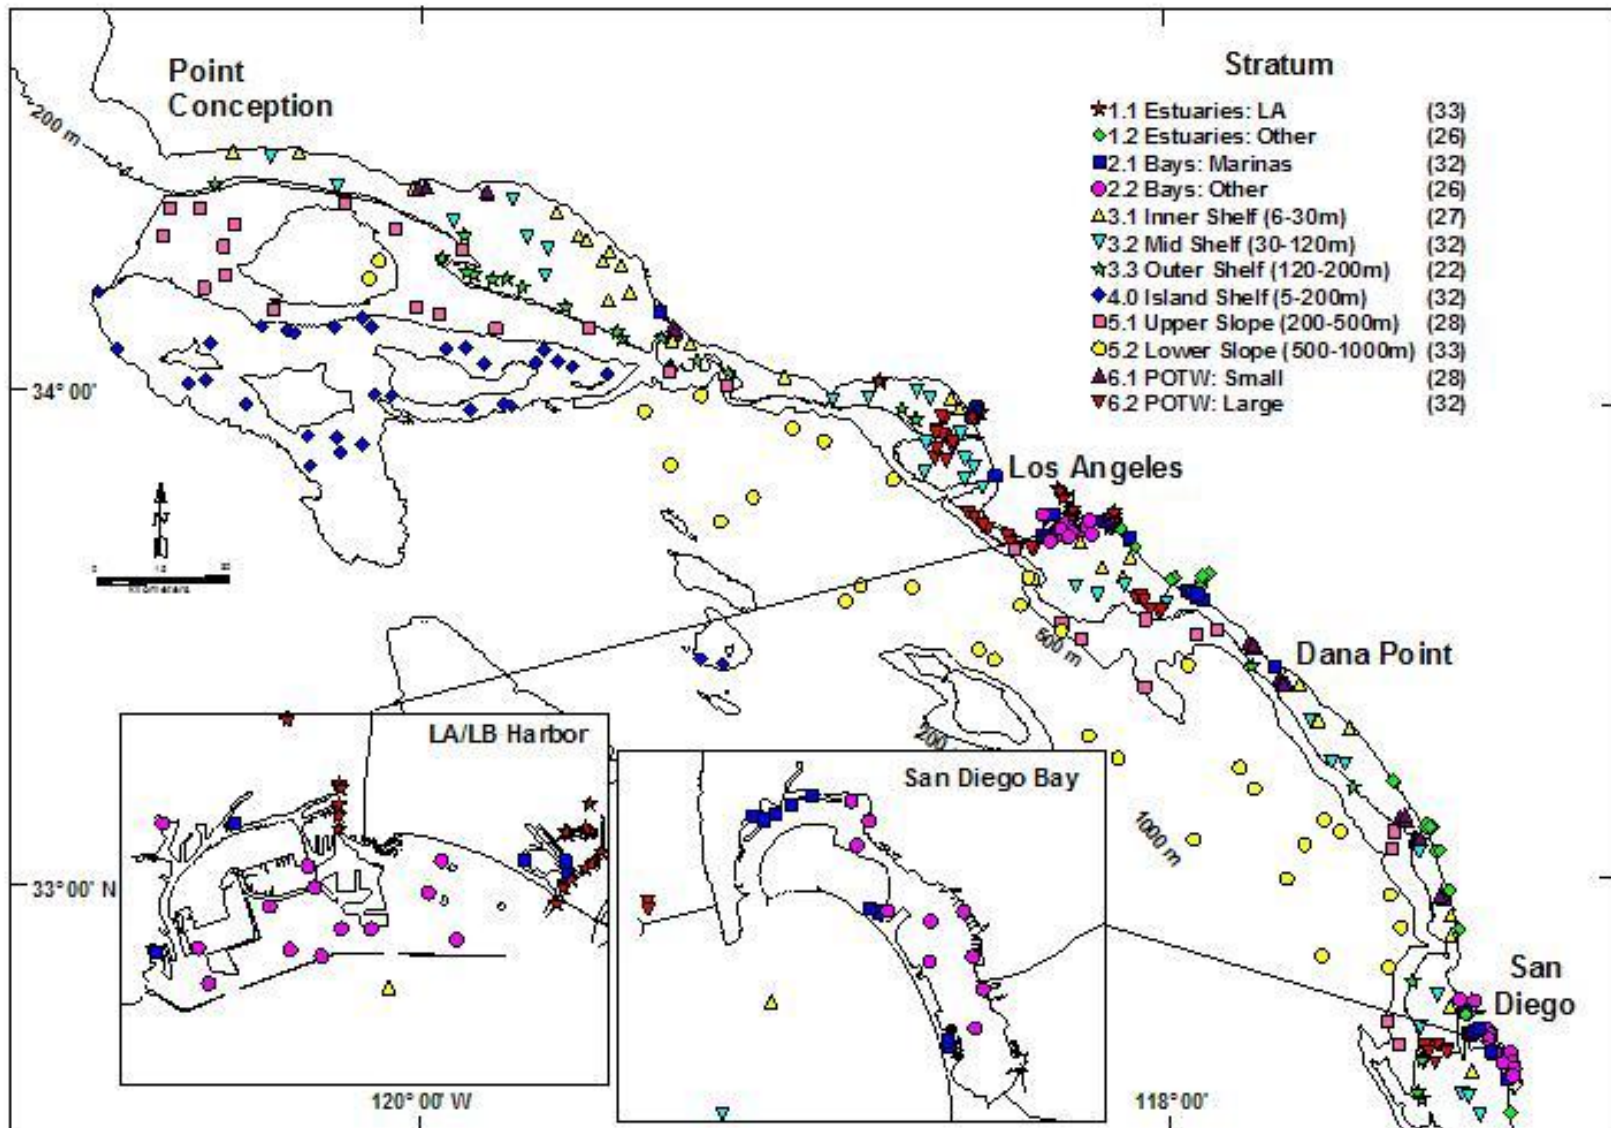 Point
Conception
200 m
Stratum
1.1 Estuaries: LA (33)
1.2 Estuaries: Other (26)
2.1 Bays: Marinas (32)
2.2 Bays: Other (26)
3.1 Inner Shelf (6-30m) (27)
3.2 Mid Shelf (30-120m) (32)
3.3 Outer Shelf (120-200m) (22)
4.0 Island Shelf (5-200m) (32)
5.1 Upper Slope (200-500m) (28)
5.2 Lower Slope (500-1000m) (33)
6.1 POTW: Small (28)
6.2 POTW: Large (32)
34° 00'
Los Angeles
N
0
Kilometers
500 m
Dana Point
200
LA/LB Harbor
San Diego Bay
1000 m
33° 00' N
San
Diego
120° 00' W
118° 00'